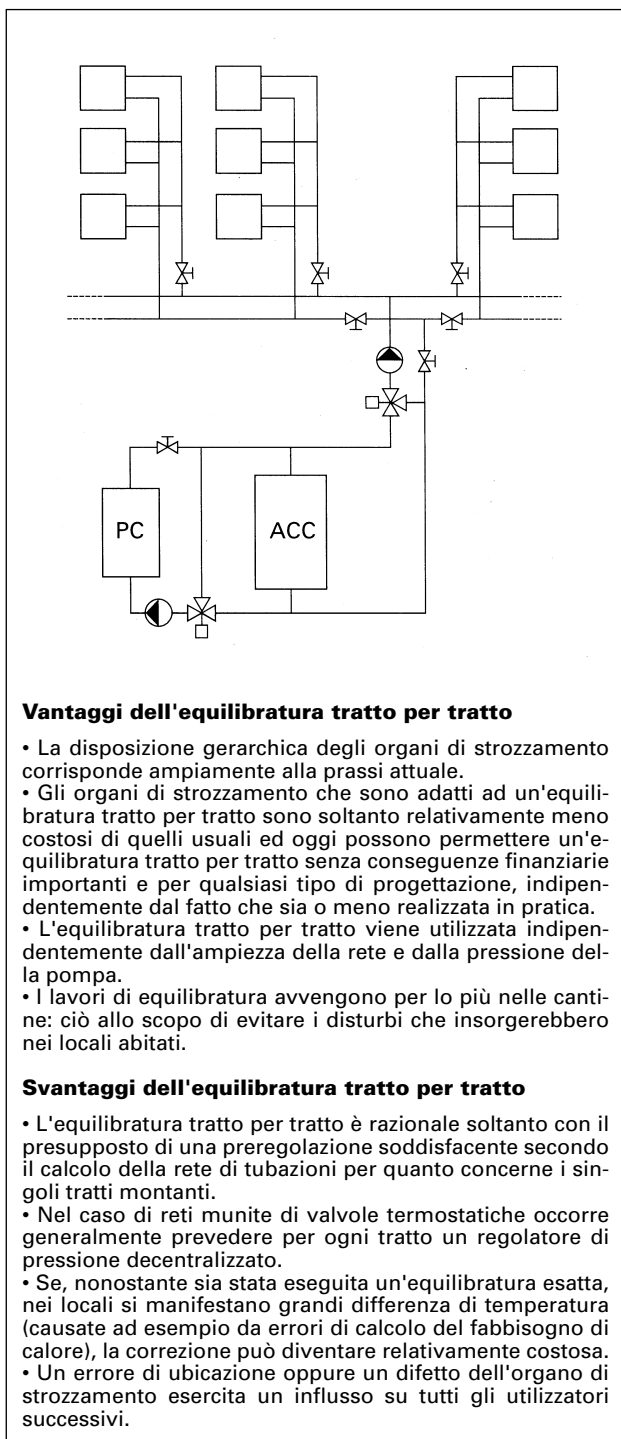 PC
ACC
Vantaggi dell'equilibratura tratto per tratto
• La disposizione gerarchica degli organi di strozzamento
corrisponde ampiamente alla prassi attuale.
• Gli organi di strozzamento che sono adatti ad un'equili-
bratura tratto per tratto sono soltanto relativamente meno
costosi di quelli usuali ed oggi possono permettere un'e-
quilibratura tratto per tratto senza conseguenze finanziarie
importanti e per qualsiasi tipo di progettazione, indipen-
dentemente dal fatto che sia o meno realizzata in pratica.
• L'equilibratura tratto per tratto viene utilizzata indipen-
dentemente dall'ampiezza della rete e dalla pressione del-
la pompa.
• I lavori di equilibratura avvengono per lo più nelle canti-
ne: ciò allo scopo di evitare i disturbi che insorgerebbero
nei locali abitati.
Svantaggi dell'equilibratura tratto per tratto
• L'equilibratura tratto per tratto è razionale soltanto con il
presupposto di una preregolazione soddisfacente secondo
il calcolo della rete di tubazioni per quanto concerne i sin-
goli tratti montanti.
• Nel caso di reti munite di valvole termostatiche occorre
generalmente prevedere per ogni tratto un regolatore di
pressione decentralizzato.
• Se, nonostante sia stata eseguita un'equilibratura esatta,
nei locali si manifestano grandi differenza di temperatura
(causate ad esempio da errori di calcolo del fabbisogno di
calore), la correzione può diventare relativamente costosa.
• Un errore di ubicazione oppure un difetto dell'organo di
strozzamento esercita un influsso su tutti gli utilizzatori
successivi.